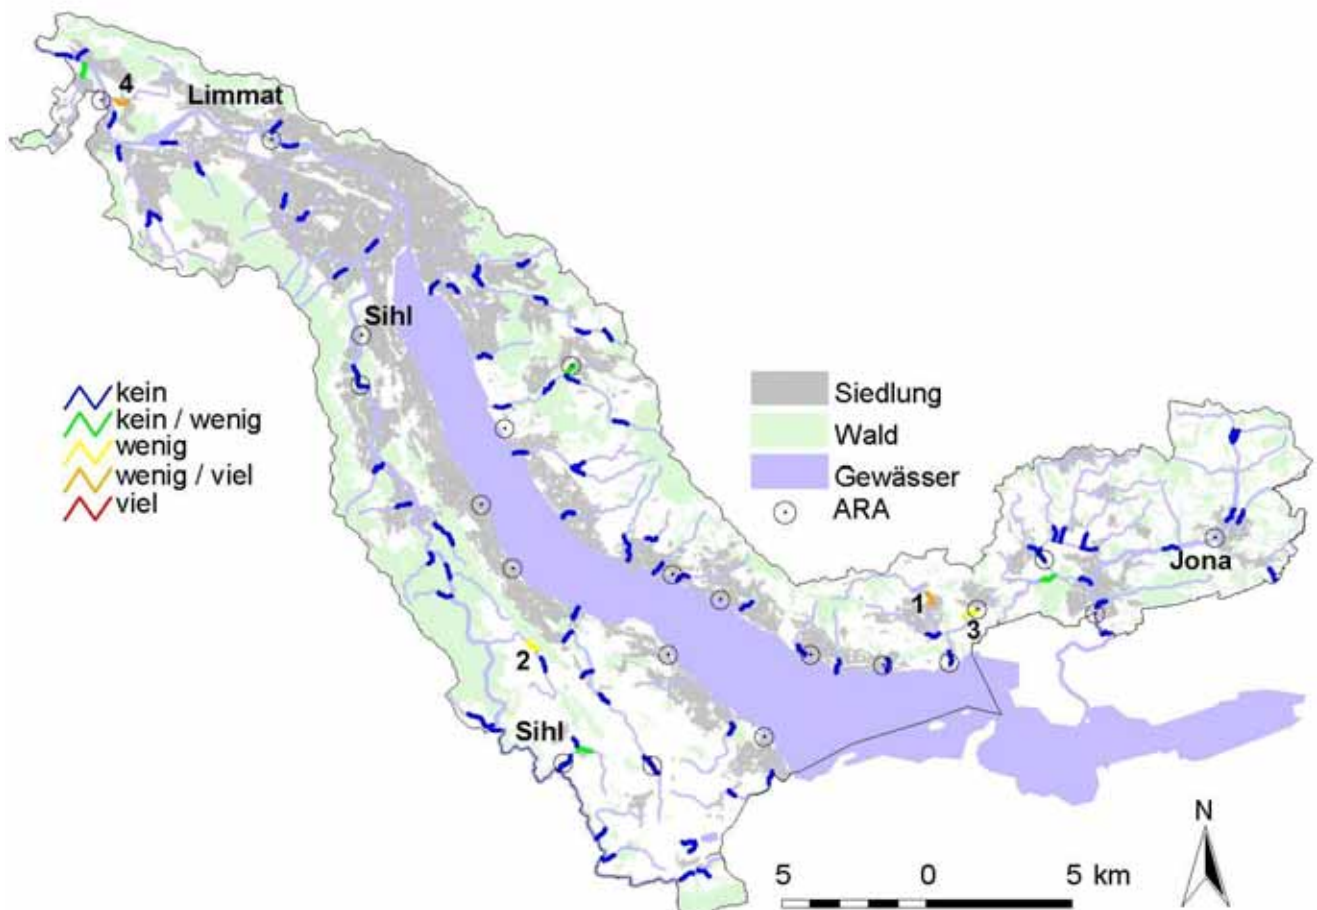 4
Limmat
Sihl
kein
kein / wenig
wenig
wenig / viel
viel
Siedlung
Wald
Gewässer
ARA
Jona
1
3
2
Sihl
N
5 0 5 km